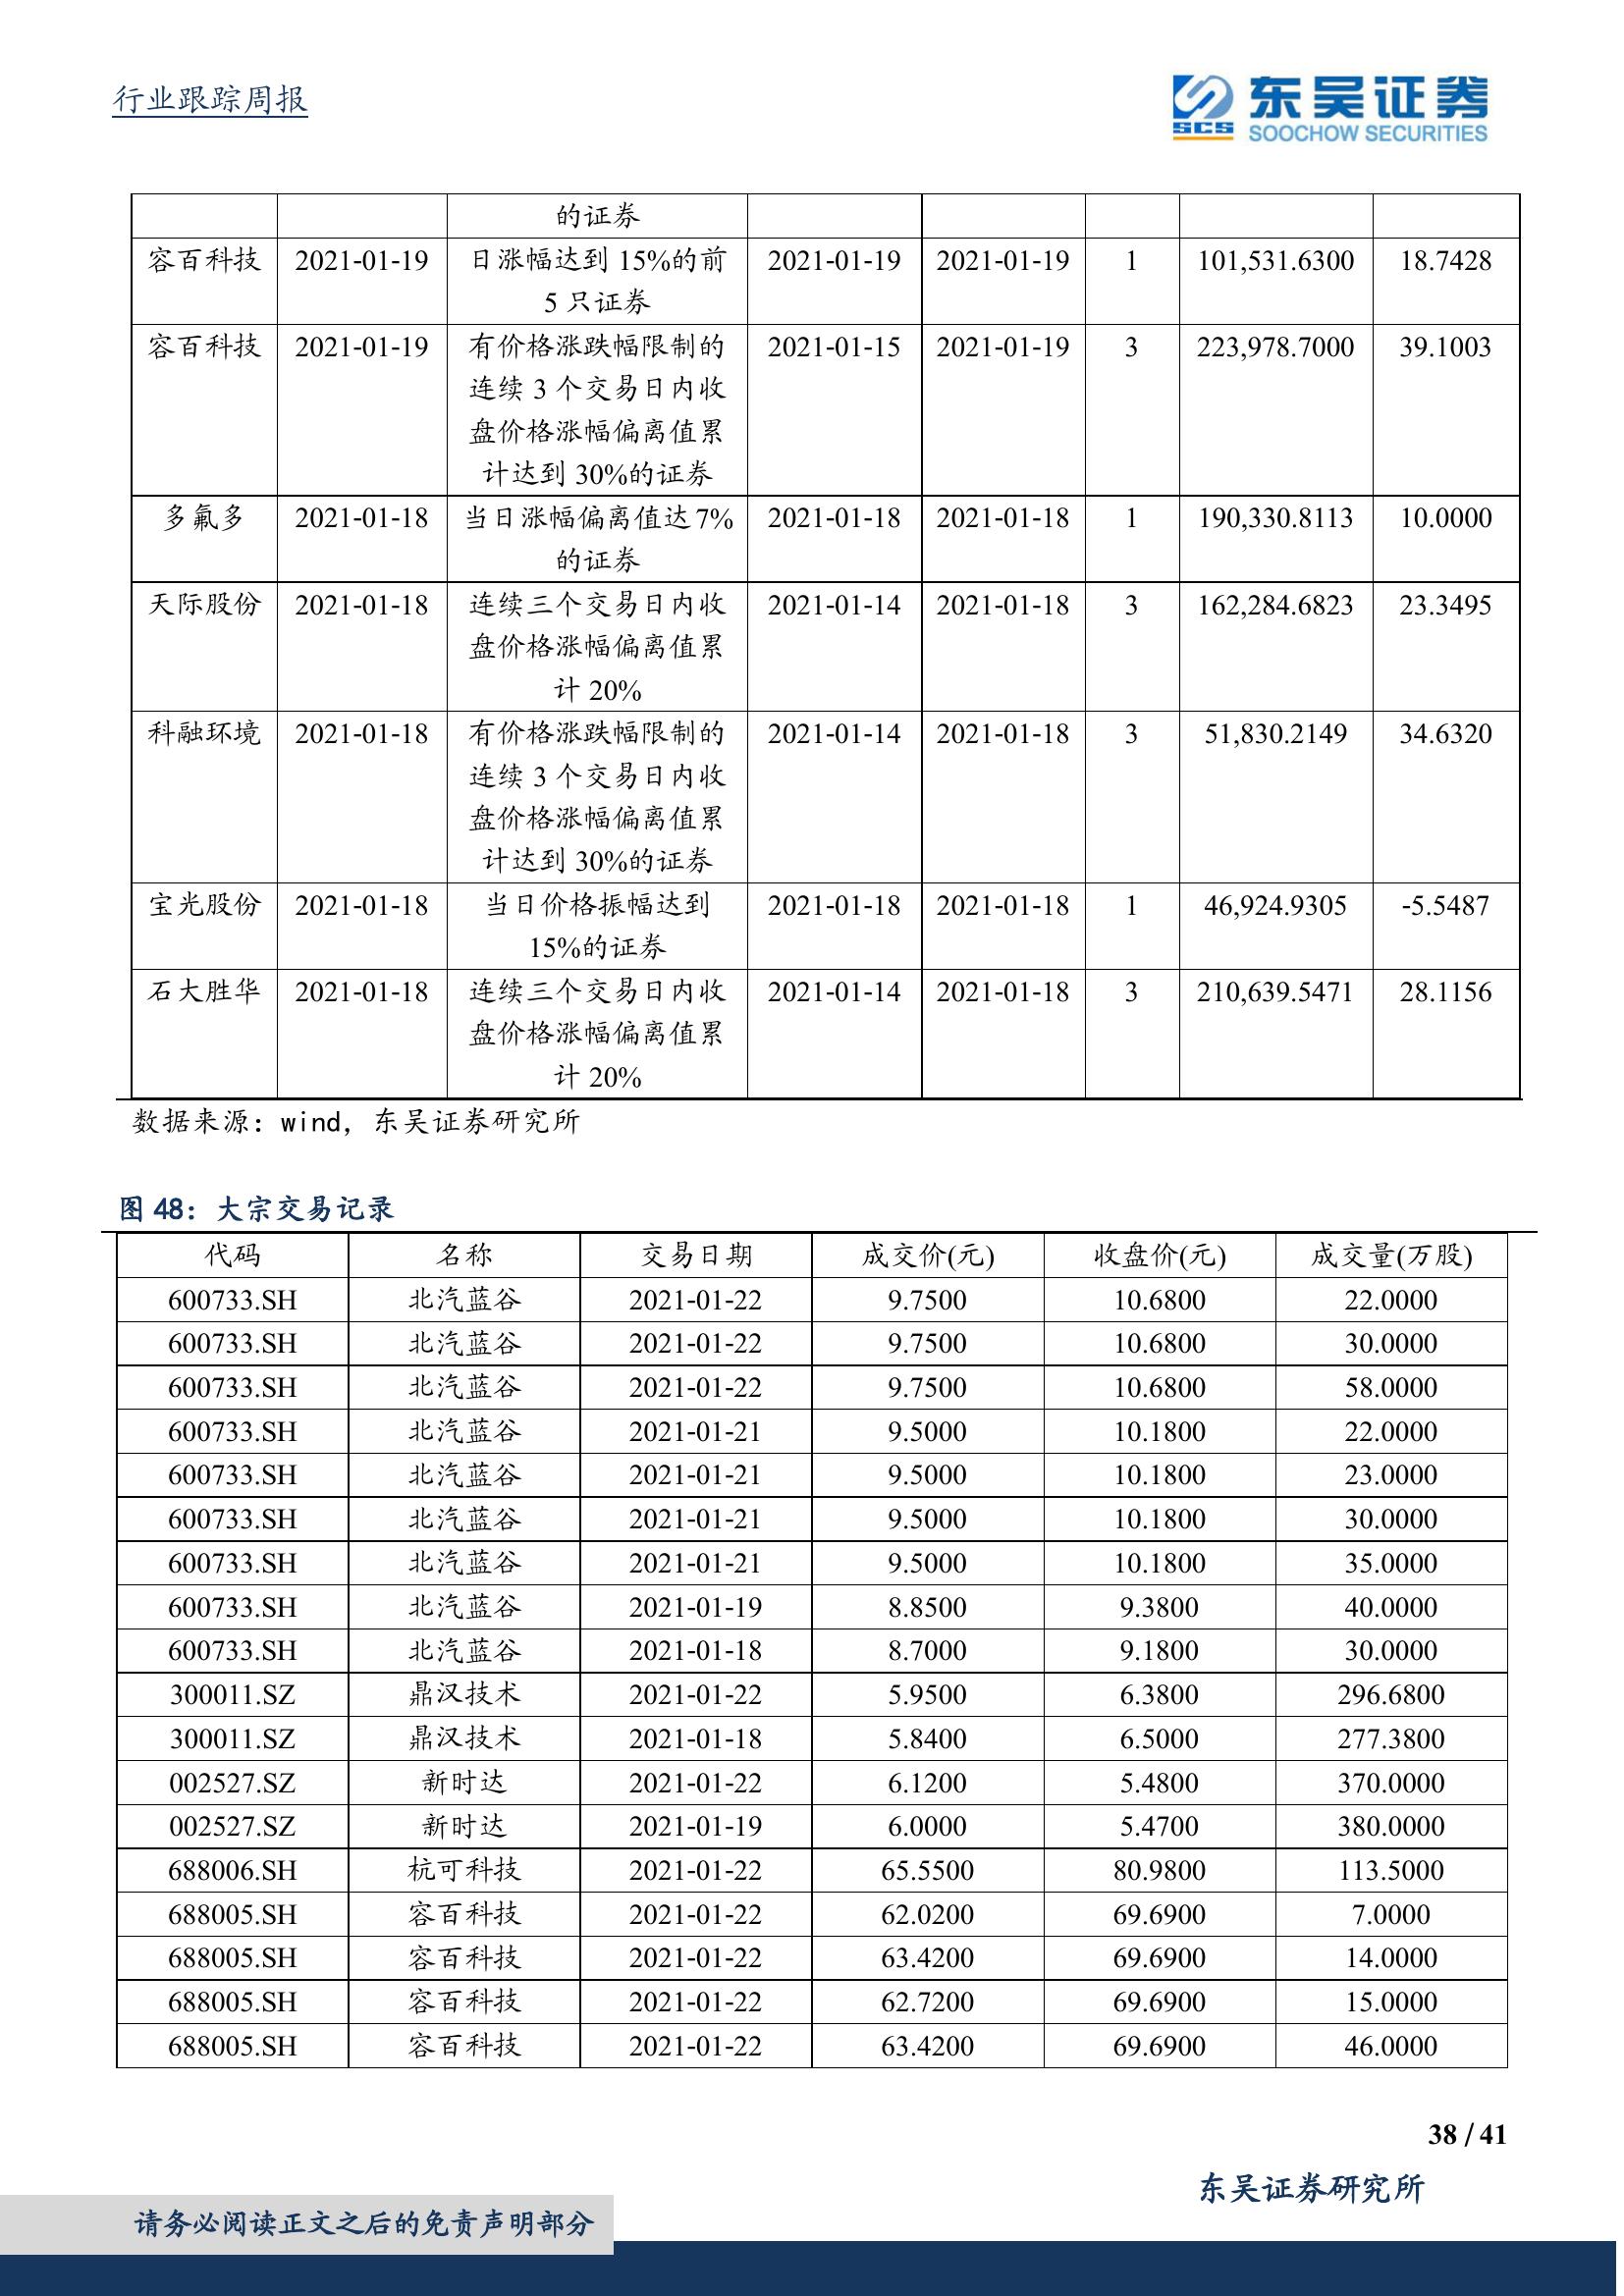 行业跟踪周报
SCS 东吴证券
SOOCHOW SECURITIES
的证券
容百科技 2021-01-19 日涨幅达到 15%的前 2021-01-19 2021-01-19 1 101,531.6300 18.7428
5 只证券
容百科技 2021-01-19 有价格涨跌幅限制的 2021-01-15 2021-01-19 3 223,978.7000 39.1003
连续 3 个交易日内收
盘价格涨幅偏离值累
计达到 30%的证券
多氟多 2021-01-18 当日涨幅偏离值达 7% 2021-01-18 2021-01-18 1 190,330.8113 10.0000
的证券
天际股份 2021-01-18 连续三个交易日内收 2021-01-14 2021-01-18 3 162,284.6823 23.3495
盘价格涨幅偏离值累
计 20%
科融环境 2021-01-18 有价格涨跌幅限制的 2021-01-14 2021-01-18 3 51,830.2149 34.6320
连续 3 个交易日内收
盘价格涨幅偏离值累
计达到 30%的证券
宝光股份 2021-01-18 当日价格振幅达到 2021-01-18 2021-01-18 1 46,924.9305 -5.5487
15%的证券
石大胜华 2021-01-18 连续三个交易日内收 2021-01-14 2021-01-18 3 210,639.5471 28.1156
盘价格涨幅偏离值累
计 20%
数据来源：wind，东吴证券研究所
图 48：大宗交易记录
代码 名称 交易日期 成交价(元) 收盘价(元) 成交量(万股)
600733.SH 北汽蓝谷 2021-01-22 9.7500 10.6800 22.0000
600733.SH 北汽蓝谷 2021-01-22 9.7500 10.6800 30.0000
600733.SH 北汽蓝谷 2021-01-22 9.7500 10.6800 58.0000
600733.SH 北汽蓝谷 2021-01-21 9.5000 10.1800 22.0000
600733.SH 北汽蓝谷 2021-01-21 9.5000 10.1800 23.0000
600733.SH 北汽蓝谷 2021-01-21 9.5000 10.1800 30.0000
600733.SH 北汽蓝谷 2021-01-21 9.5000 10.1800 35.0000
600733.SH 北汽蓝谷 2021-01-19 8.8500 9.3800 40.0000
600733.SH 北汽蓝谷 2021-01-18 8.7000 9.1800 30.0000
300011.SZ 鼎汉技术 2021-01-22 5.9500 6.3800 296.6800
300011.SZ 鼎汉技术 2021-01-18 5.8400 6.5000 277.3800
002527.SZ 新时达 2021-01-22 6.1200 5.4800 370.0000
002527.SZ 新时达 2021-01-19 6.0000 5.4700 380.0000
688006.SH 杭可科技 2021-01-22 65.5500 80.9800 113.5000
688005.SH 容百科技 2021-01-22 62.0200 69.6900 7.0000
688005.SH 容百科技 2021-01-22 63.4200 69.6900 14.0000
688005.SH 容百科技 2021-01-22 62.7200 69.6900 15.0000
688005.SH 容百科技 2021-01-22 63.4200 69.6900 46.0000
38 / 41
东吴证券研究所
请务必阅读正文之后的免责声明部分